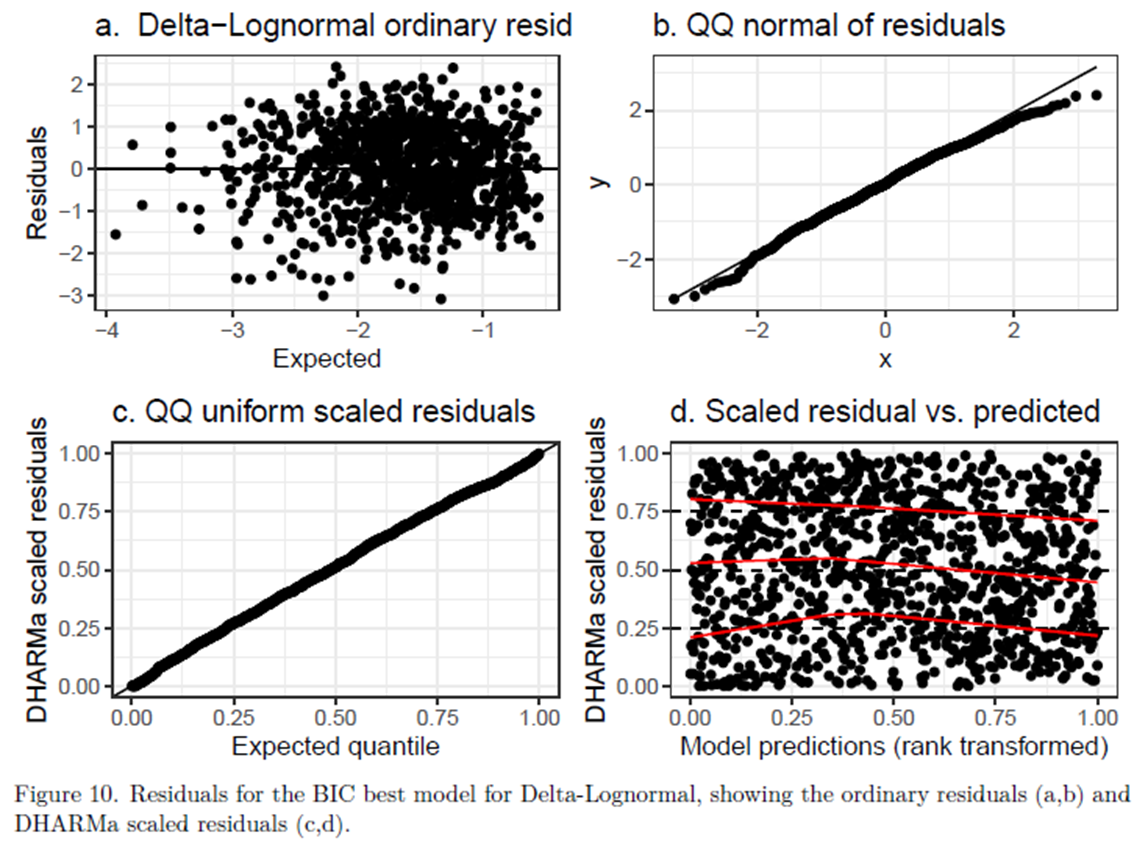 a.  Delta−Lognormal ordinary resid
Residuals
2
1
0
−1
−2
−3
−4
−3
−2
−1
Expected
b. QQ normal of residuals
y
2
0
−2
−2
0
2
x
c. QQ uniform scaled residuals
DHARMa scaled residuals
1.00
0.75
0.50
0.25
0.00
0.00
0.25
0.50
0.75
1.00
Expected quantile
d. Scaled residual vs. predicted
DHARMa scaled residuals
1.00
0.75
0.50
0.25
0.00
0.00
0.25
0.50
0.75
1.00
Model predictions (rank transformed)
Figure 10. Residuals for the BIC best model for Delta-Lognormal, showing the ordinary residuals (a,b) and
DHARMa scaled residuals (c,d).